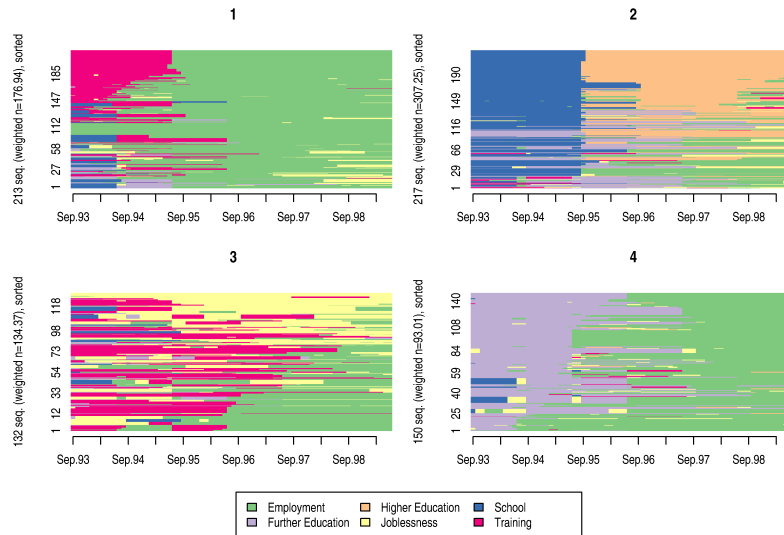 1
213 seq. (weighted n=176.94), sorted
1 27 58 112 147 185
Sep.93 Sep.94 Sep.95 Sep.96 Sep.97 Sep.98
2
217 seq. (weighted n=307.25), sorted
1 29 66 116 149 190
Sep.93 Sep.94 Sep.95 Sep.96 Sep.97 Sep.98
3
132 seq. (weighted n=134.37), sorted
1 12 33 54 73 98 118
Sep.93 Sep.94 Sep.95 Sep.96 Sep.97 Sep.98
4
150 seq. (weighted n=93.01), sorted
1 25 40 59 84 108 140
Sep.93 Sep.94 Sep.95 Sep.96 Sep.97 Sep.98
Employment Higher Education School
Further Education Joblessness Training